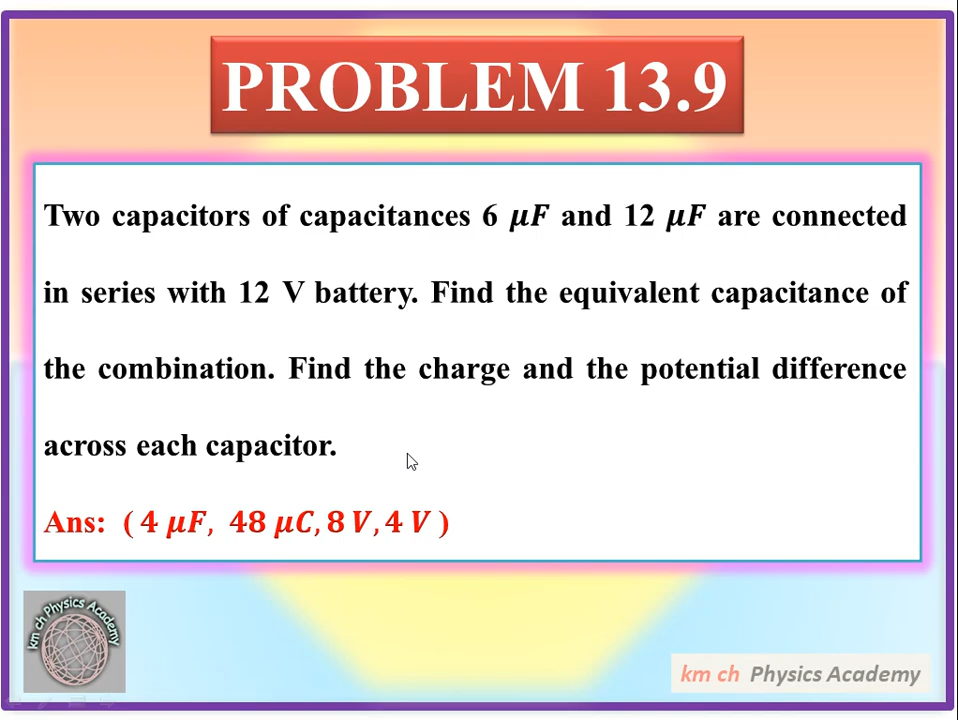 PROBLEM 13.9
Two capacitors of capacitances 6 𝝁𝑭 and 12 𝝁𝑭 are connected
in series with 12 V battery. Find the equivalent capacitance of
the combination. Find the charge and the potential difference
across each capacitor.
Ans: ( 4 𝝁𝑭, 48 𝝁𝑪, 8 𝑽, 4 𝑽 )
km ch Physics Academy
km ch Physics Academy